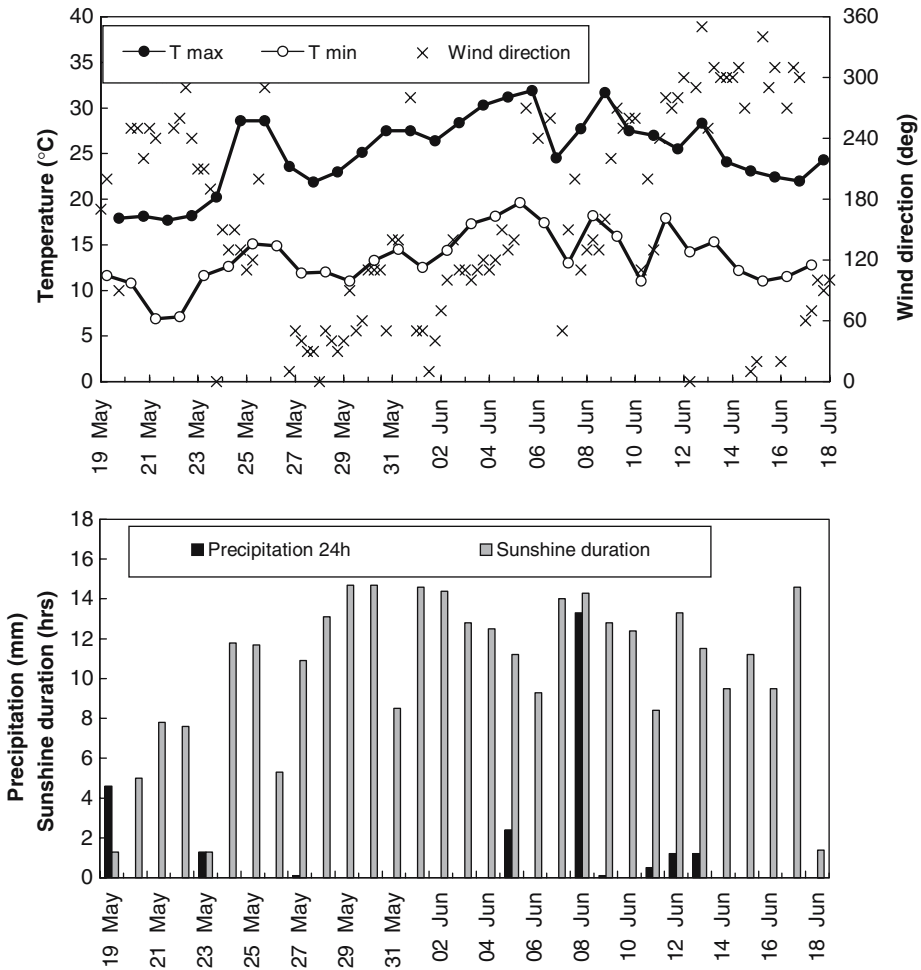 T max T min Wind direction
Temperature (°C)
40
35
30
25
20
15
10
5
0
Wind direction (deg)
360
300
240
180
120
60
0
19 May
21 May
23 May
25 May
27 May
29 May
31 May
02 Jun
04 Jun
06 Jun
08 Jun
10 Jun
12 Jun
14 Jun
16 Jun
18 Jun
Precipitation 24h Sunshine duration
Precipitation (mm)
Sunshine duration (hrs)
18
16
14
12
10
8
6
4
2
0
19 May
21 May
23 May
25 May
27 May
29 May
31 May
02 Jun
04 Jun
06 Jun
08 Jun
10 Jun
12 Jun
14 Jun
16 Jun
18 Jun